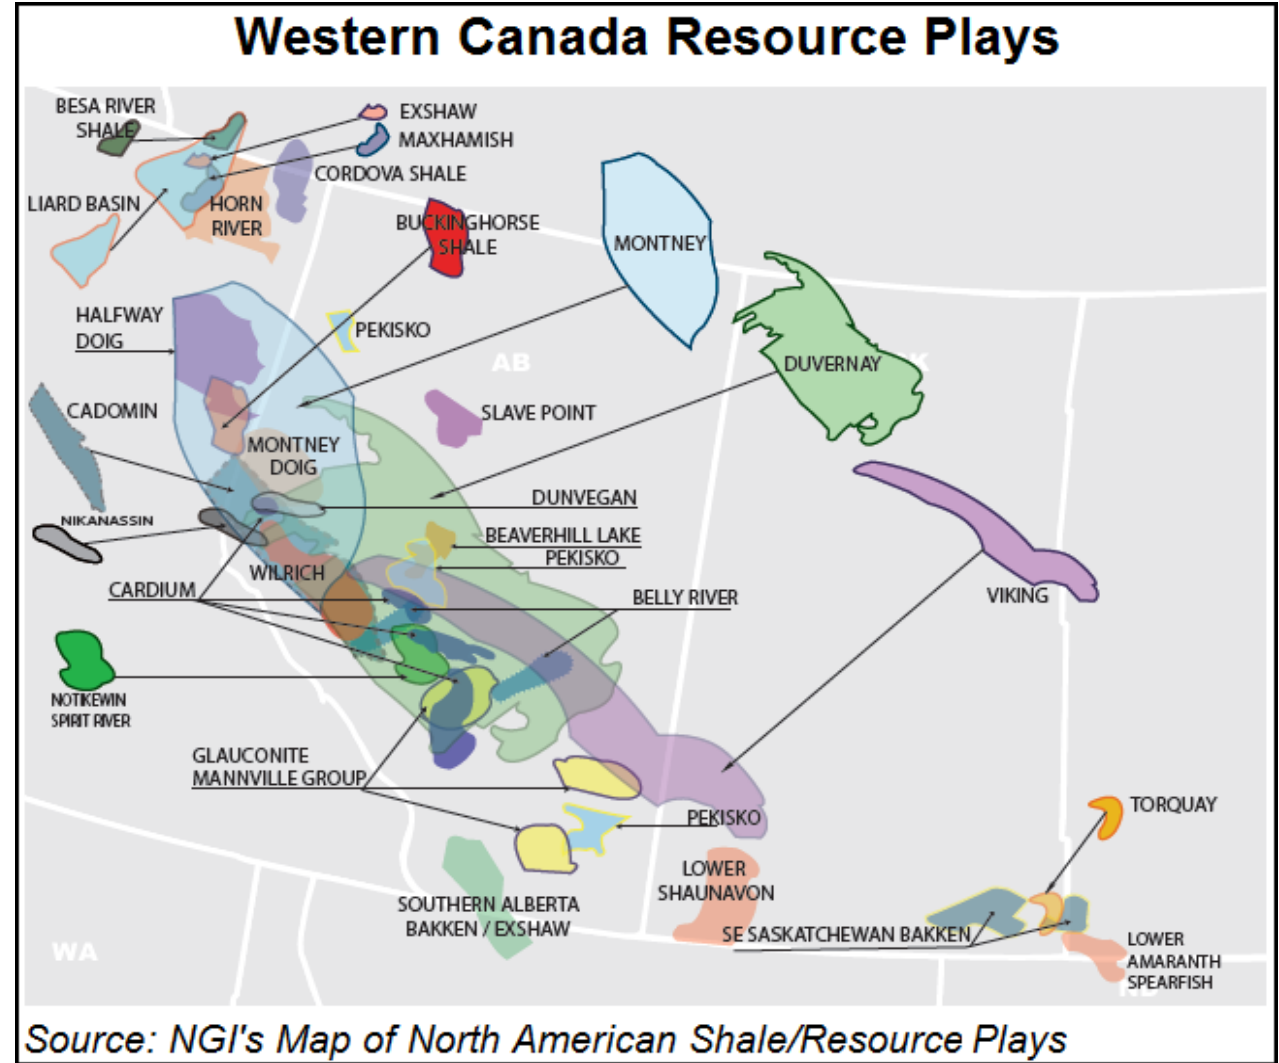 Western Canada Resource Plays
BESA RIVER
SHALE
EXSHAW
MAXHAMISH
CORDOVA SHALE
LIARD BASIN
HORN
RIVER
BUCKINGHORSE
SHALE
MONTNEY
HALFWAY
DOIG
PEKISKO
AB
DUVERNAY
K
CADOMIN
SLAVE POINT
MONTNEY
DOIG
DUNVEGAN
NIKANASSIN
BEAVERHILL LAKE
PEKISKO
WILRICH
CARDIUM
BELLY RIVER
VIKING
NOTIKEWIN
SPIRIT RIVER
GLAUCONITE
MANNVILLE GROUP
PEKISKO
TORQUAY
LOWER
SHAUNAVON
SOUTHERN ALBERTA
BAKKEN / EXSHAW
SE SASKATCHEWAN BAKKEN
WA
LOWER
AMARANTH
SPEARFISH
Source: NGI's Map of North American Shale/Resource Plays